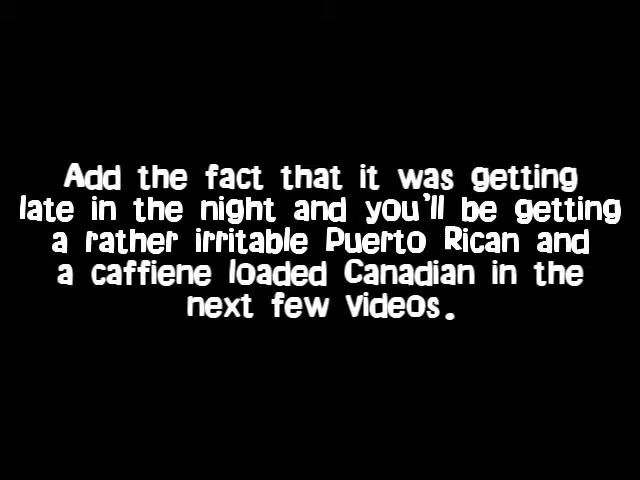 Add the fact that it was getting
late in the night and you'll be getting
a rather irritable Puerto Rican and
a caffiene loaded Canadian in the
next few videos.